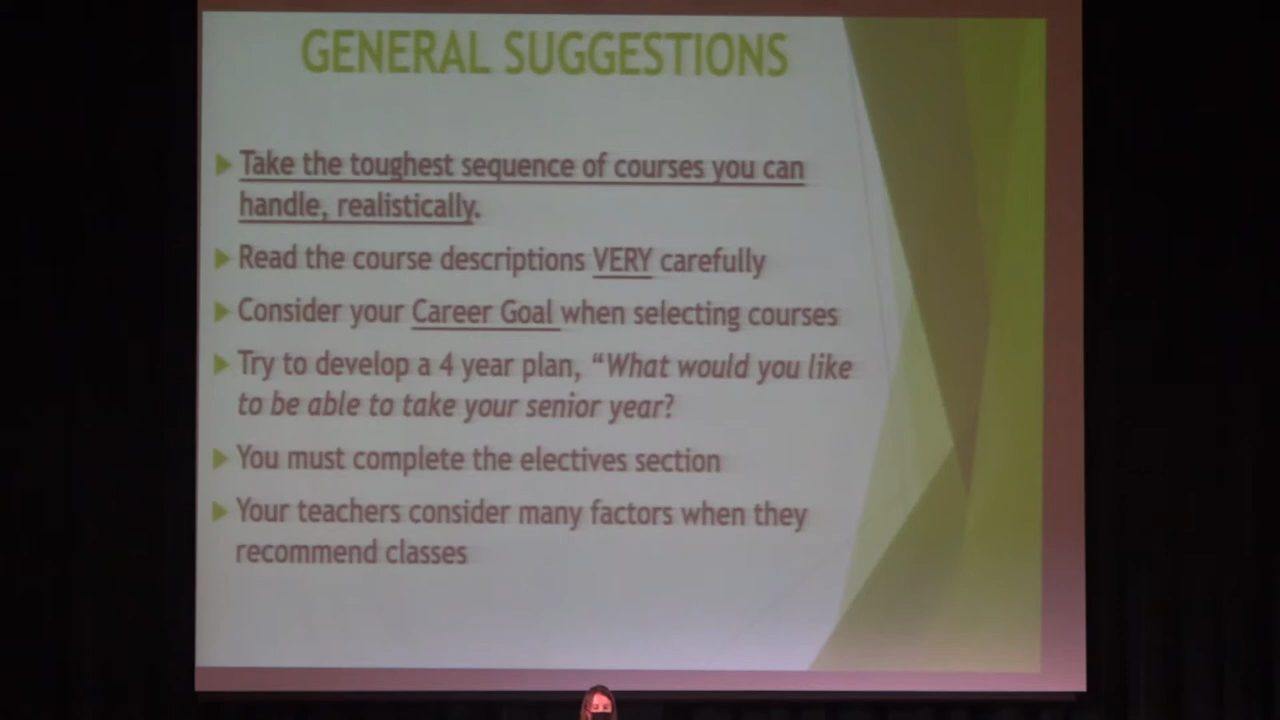 GENERAL SUGGESTIONS
Take the toughest sequence of courses you can
handle, realistically.
Read the course descriptions VERY carefully
Consider your Career Goal when selecting courses
Try to develop a 4 year plan, “What would you like
to be able to take your senior year?
You must complete the electives section
Your teachers consider many factors when they
recommend classes